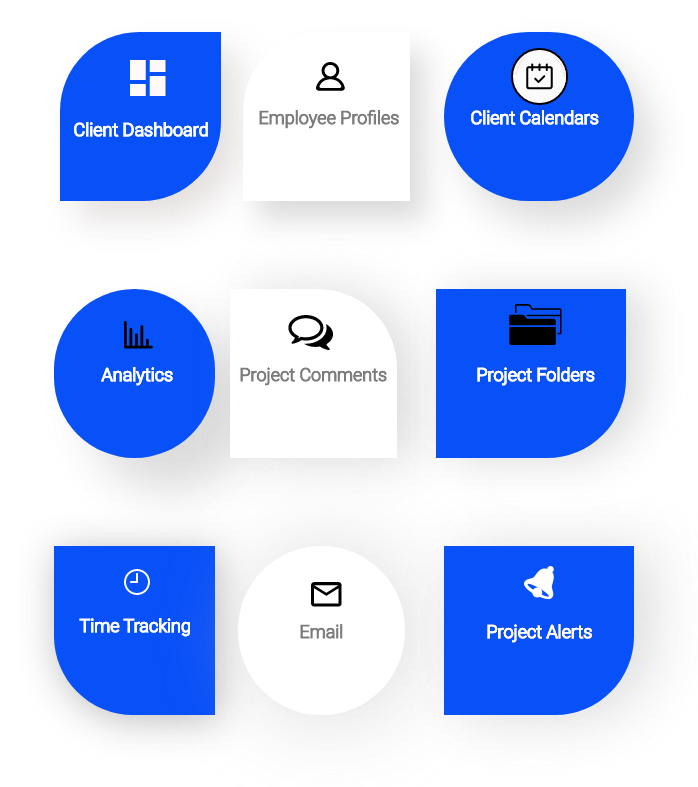 Client Dashboard
Employee Profiles
Client Calendars
Analytics
Project Comments
Project Folders
Time Tracking
Email
Project Alerts